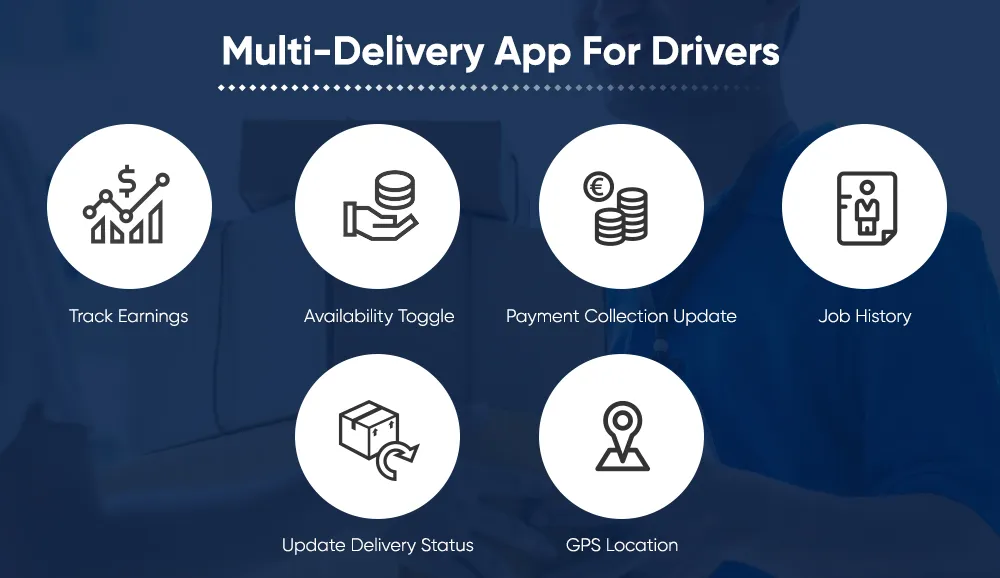 Multi-Delivery App For Drivers
Track Earnings
Availability Toggle
Payment Collection Update
Job History
Update Delivery Status
GPS Location